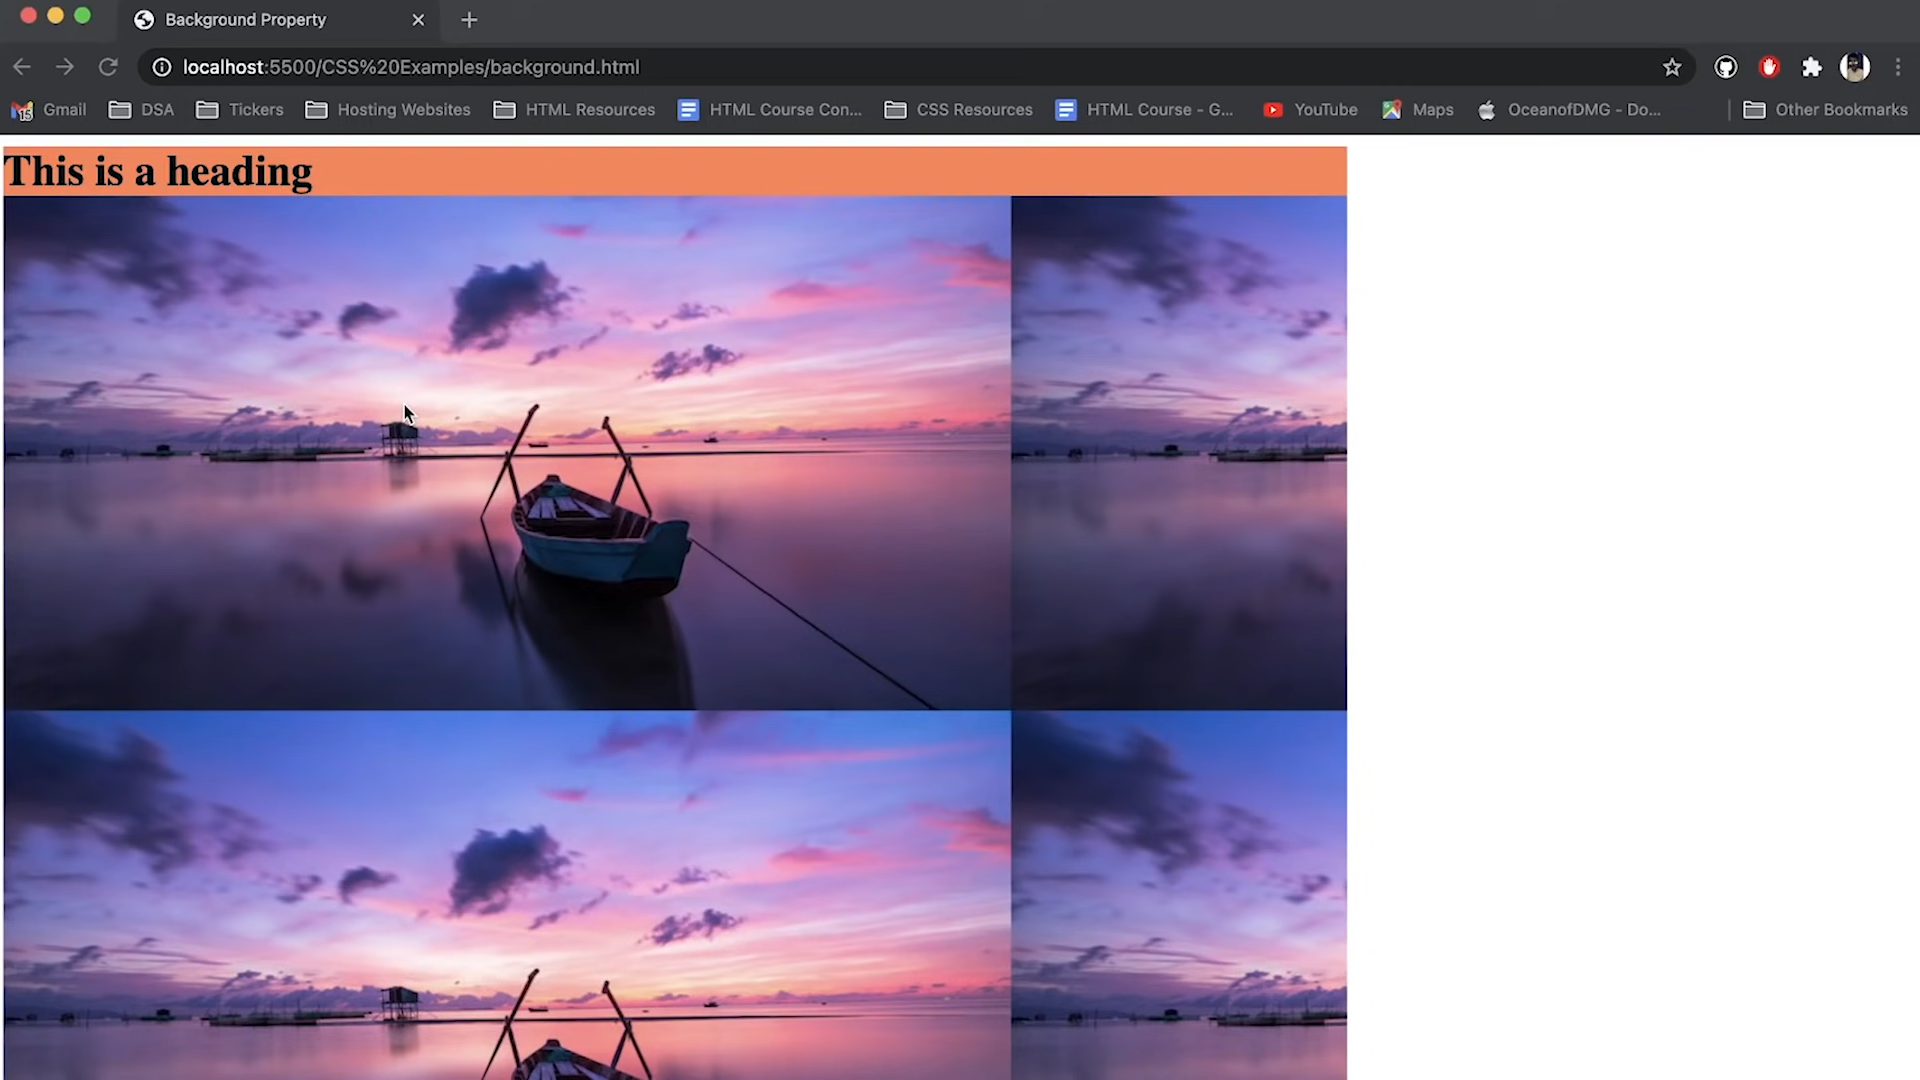 Background Property
localhost:5500/CSS%20Examples/background.html
Gmail DSA Tickers Hosting Websites HTML Resources HTML Course Con... CSS Resources HTML Course - G... YouTube Maps OceanofDMG - Do... Other Bookmarks
15
This is a heading